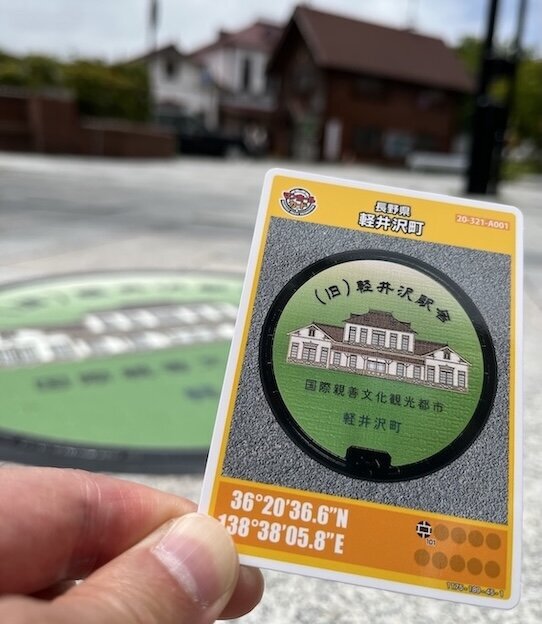 長野県
軽井沢町
20-321-A001
(旧)軽井沢駅舎
国際親善文化観光都市
軽井沢町
36°20'36.6"N
138°38'05.8"E
101